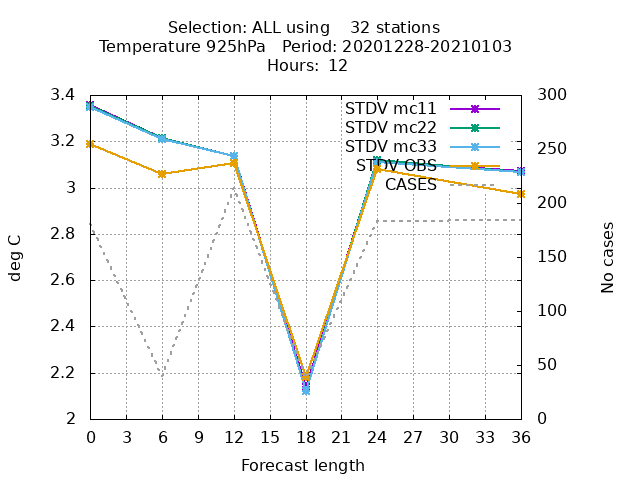 Selection: ALL using    32 stations
Temperature 925hPa   Period: 20201228-20210103
Hours:  12
3.4
3.2
3
2.8
2.6
2.4
2.2
2
300
250
200
150
100
50
0
STDV mc11
STDV mc22
STDV mc33
STDV OBS
CASES
deg C
No cases
0 3 6 9 12 15 18 21 24 27 30 33 36
Forecast length